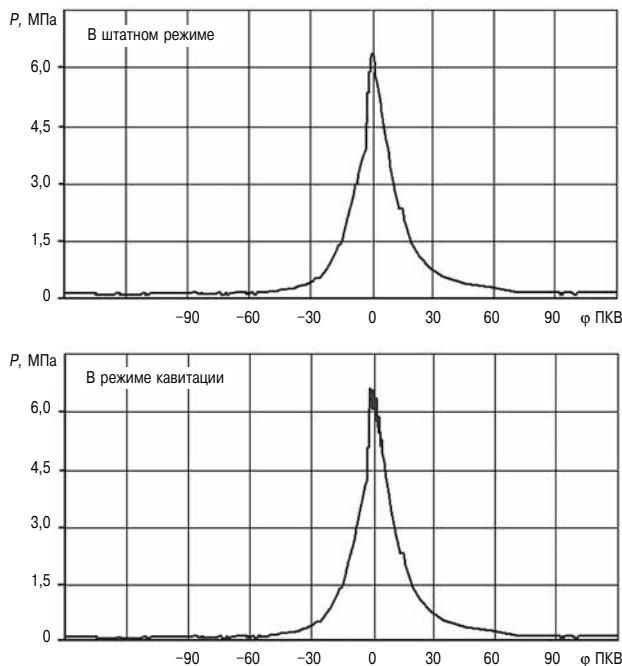 P, МПа
В штатном режиме
6,0
4,5
3,0
1,5
0
−90 −60 −30 0 30 60 90 φ ПКВ
P, МПа
В режиме кавитации
6,0
4,5
3,0
1,5
0
−90 −60 −30 0 30 60 90 φ ПКВ